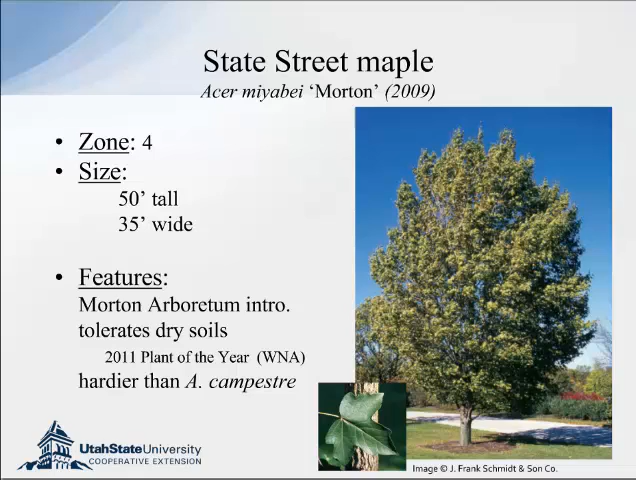 State Street maple
Acer miyabei ‘Morton’ (2009)
• Zone: 4
• Size:
50’ tall
35’ wide
• Features:
Morton Arboretum intro.
tolerates dry soils
2011 Plant of the Year (WNA)
hardier than A. campestre
UtahStateUniversity
COOPERATIVE EXTENSION
Image © J. Frank Schmidt & Son Co.